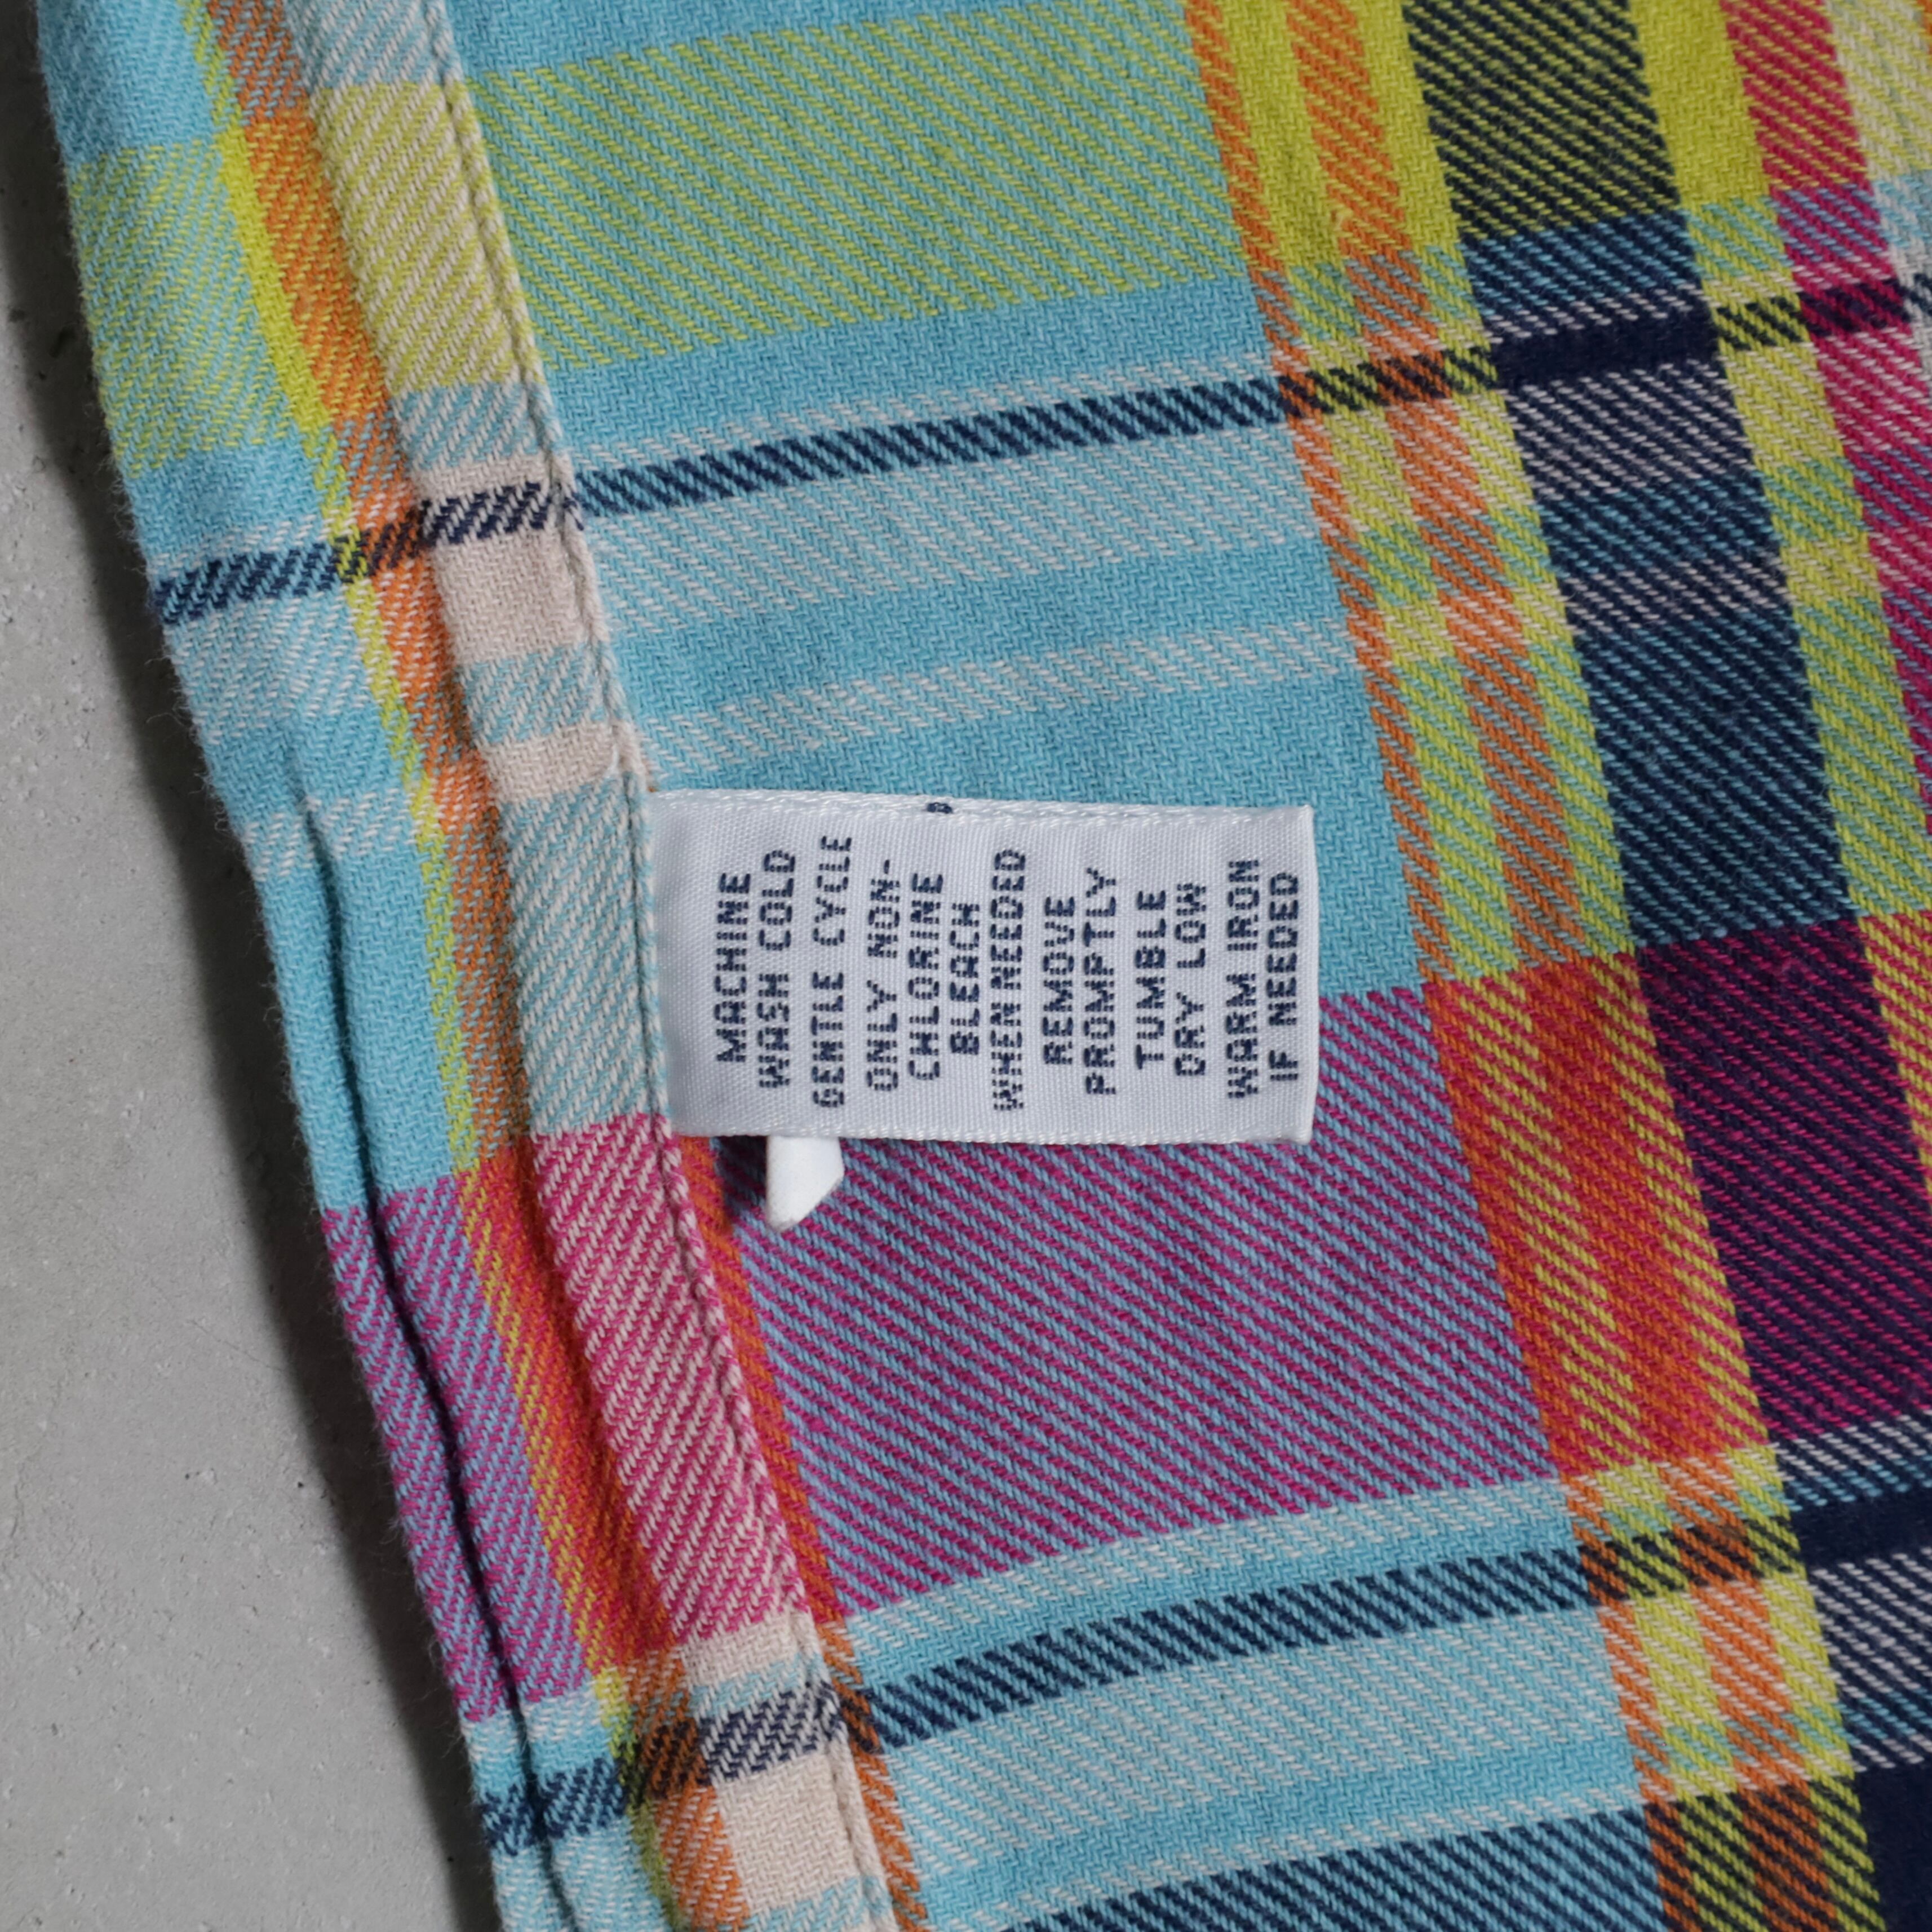 MACHINE
WASH COLD
GENTLE CYCLE
ONLY NON-
CHLORINE
BLEACH
WHEN NEEDED
REMOVE
PROMPTLY
TUMBLE
DRY LOW
WARM IRON
IF NEEDED